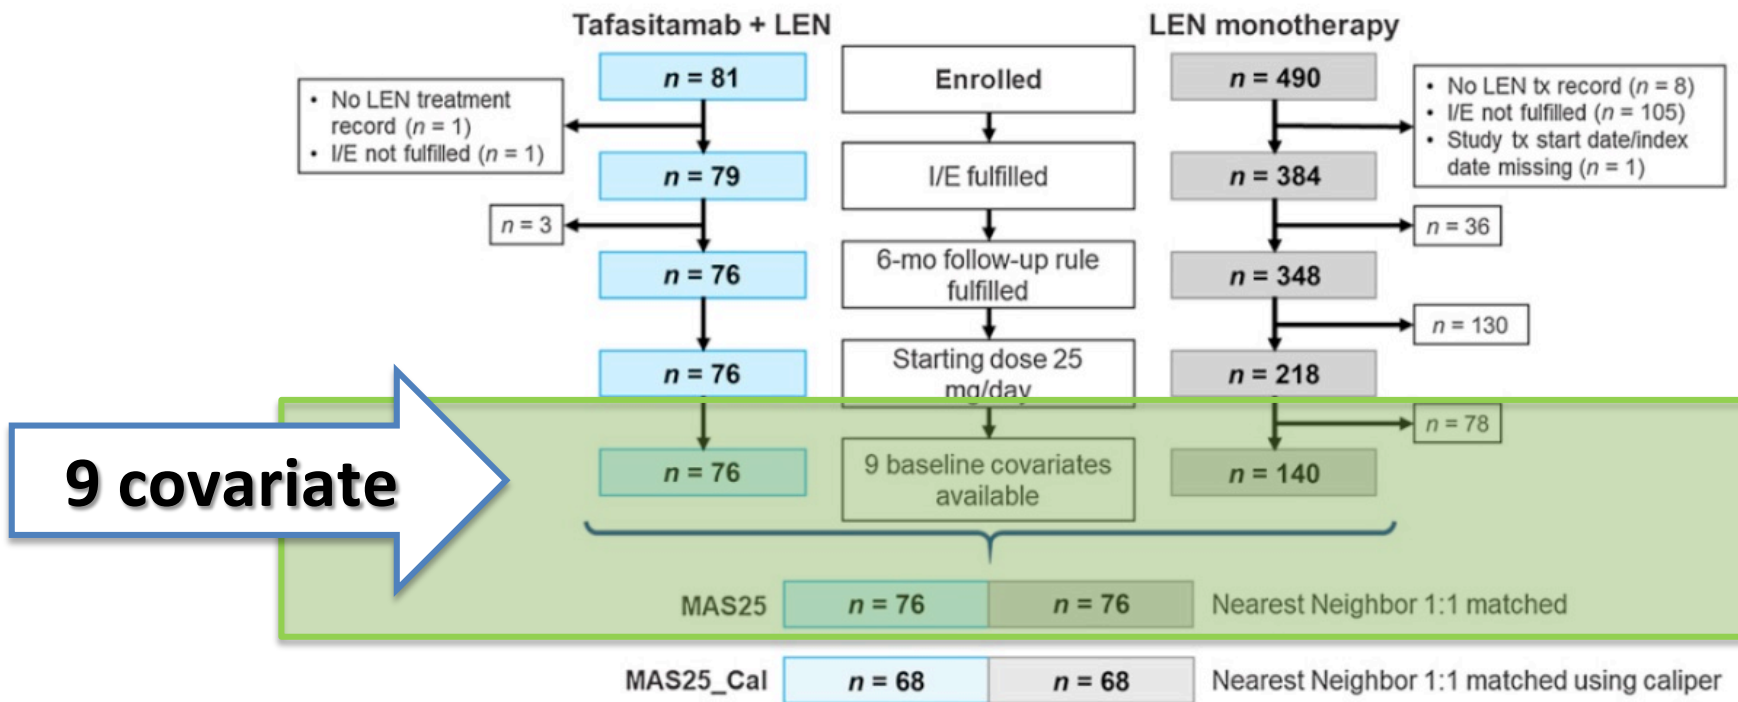 Tafasitamab + LEN
LEN monotherapy
n = 81
Enrolled
n = 490
• No LEN treatment
record (n = 1)
• I/E not fulfilled (n = 1)
• No LEN tx record (n = 8)
• I/E not fulfilled (n = 105)
• Study tx start date/index
date missing (n = 1)
n = 79
I/E fulfilled
n = 384
n = 3
n = 36
n = 76
6-mo follow-up rule
fulfilled
n = 348
n = 130
n = 76
Starting dose 25
mg/day
n = 218
n = 78
9 covariate
n = 76
9 baseline covariates
available
n = 140
MAS25
n = 76
n = 76
Nearest Neighbor 1:1 matched
MAS25_Cal
n = 68
n = 68
Nearest Neighbor 1:1 matched using caliper